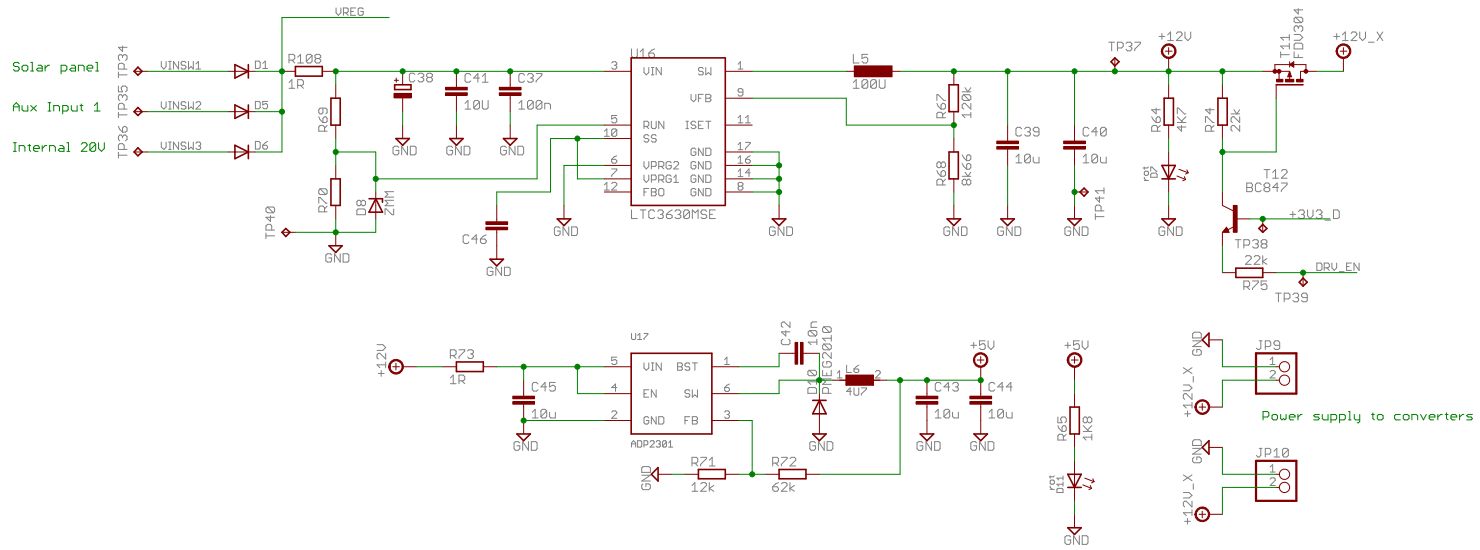 VREG
Solar panel
TP34
VINSW1
D1
R108
1R
Aux Input 1
TP35
VINSW2
D5
Internal 20V
TP36
VINSW3
D6
R69
R70
TP40
GND
D8
ZMM
C38
GND
C41
10U
GND
C37
100n
GND
U16
3 VIN
5 RUN
10 SS
6 VPRG2
7 VPRG1
12 FBO
SW 1
VFB 9
ISET 11
GND 17
GND 16
GND 14
GND 8
LTC3630MSE
C46
GND
GND
GND
L5
100U
R67
120k
R68
8k66
GND
C39
10u
GND
TP37
C40
10u
TP41
GND
+12V
R64
4K7
rot
D7
GND
R74
22k
T11
FDV304
+12V_X
T12
BC847
+3V3_D
TP38
22k
R75
DRV_EN
TP39
+12V
R73
1R
C45
10u
GND
U17
5 VIN
4 EN
2 GND
BST 1
SW 6
FB 3
ADP2301
C42
10n
D10
PMEG2010
GND
1 L6 2
4U7
GND
R71
12k
R72
62k
C43
10u
GND
+5V
C44
10u
GND
+5V
R65
1K8
rot
D11
GND
GND
JP9
1
2
+12V_X
Power supply to converters
GND
JP10
1
2
+12V_X